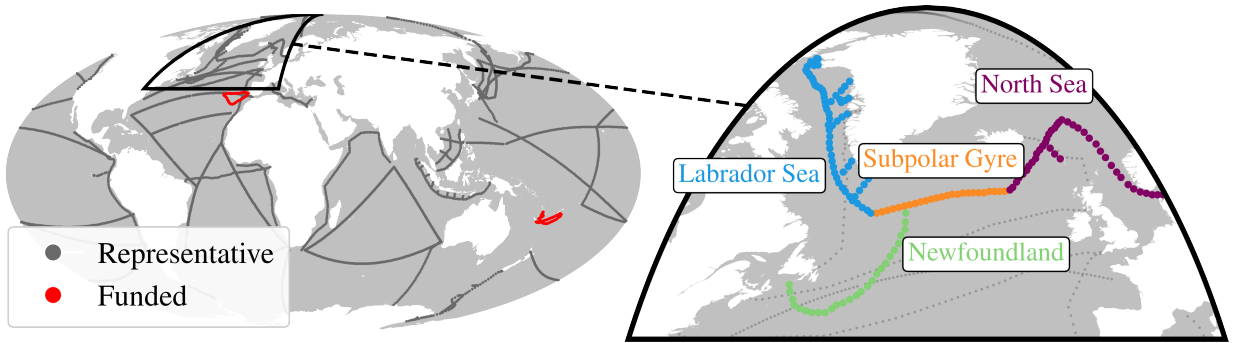 Representative
Funded
North Sea
Subpolar Gyre
Labrador Sea
Newfoundland